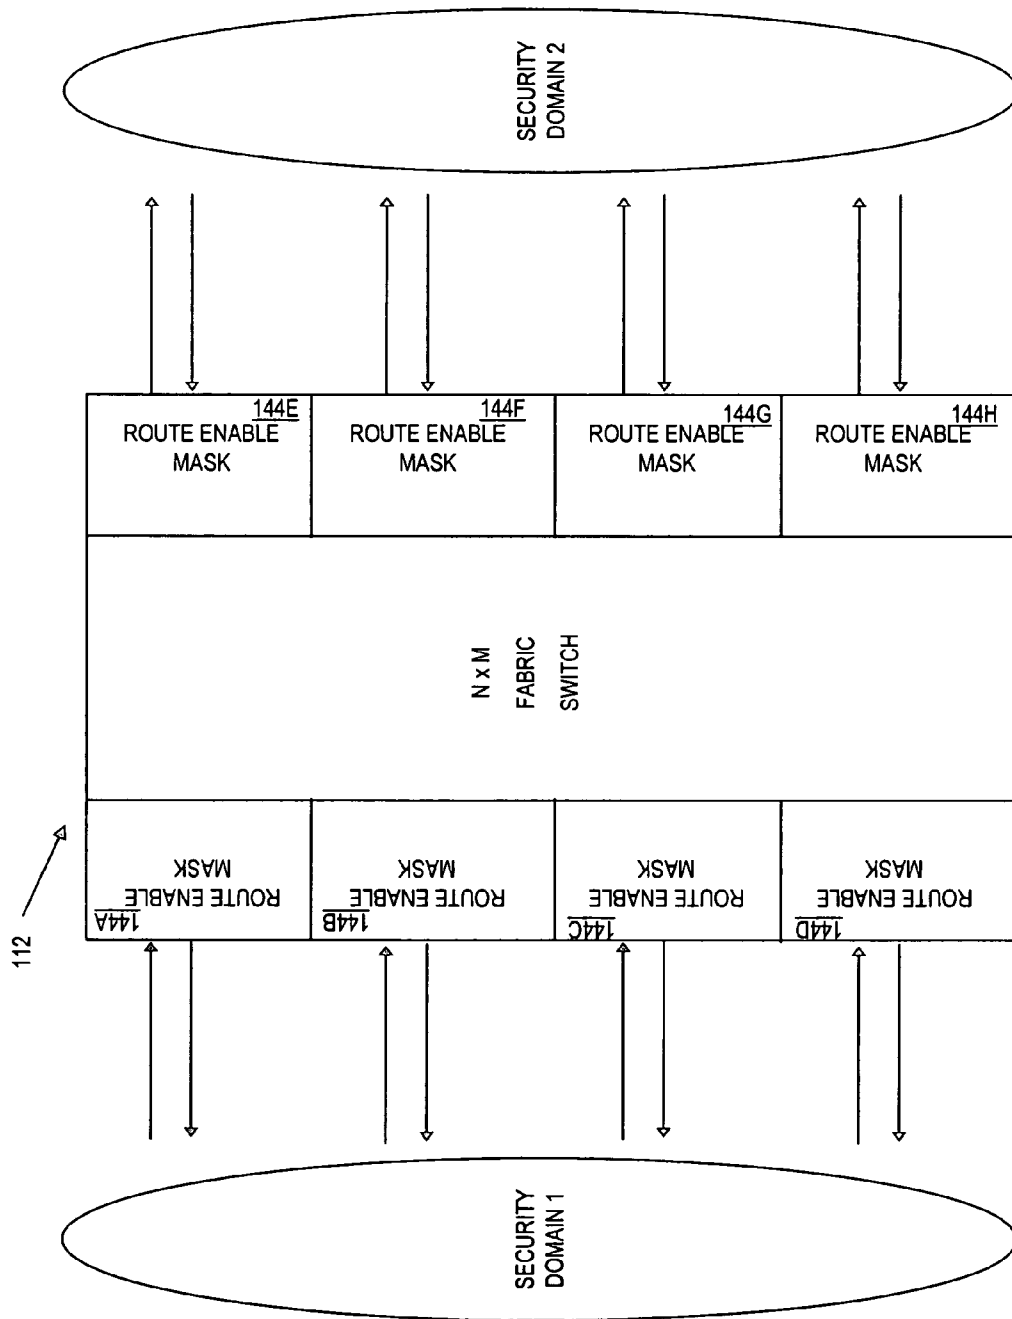 SECURITY
DOMAIN 2
144E
ROUTE ENABLE
MASK
144F
ROUTE ENABLE
MASK
144G
ROUTE ENABLE
MASK
144H
ROUTE ENABLE
MASK
N x M
FABRIC
SWITCH
112
144A
ROUTE ENABLE
MASK
144B
ROUTE ENABLE
MASK
144C
ROUTE ENABLE
MASK
144D
ROUTE ENABLE
MASK
SECURITY
DOMAIN 1